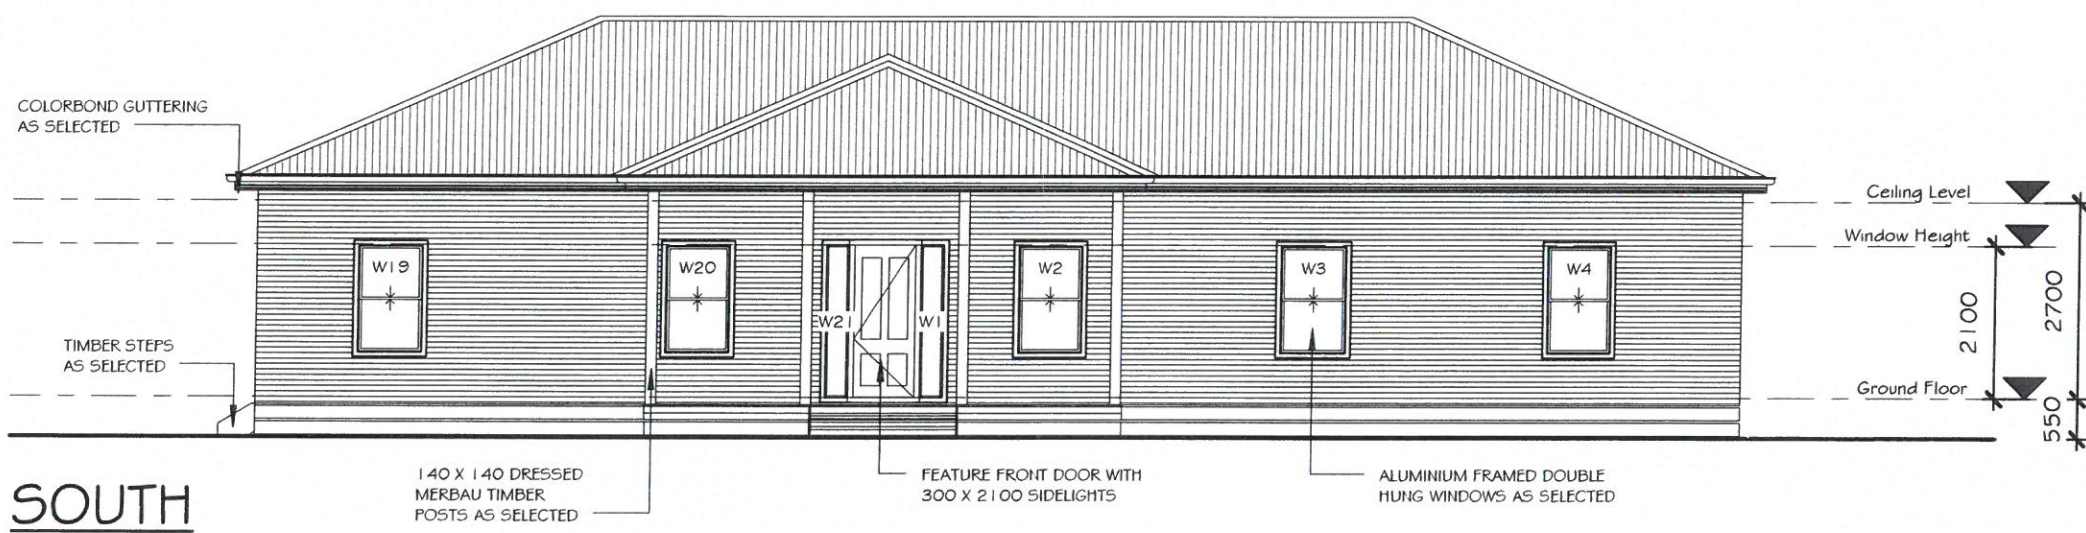 COLORBOND GUTTERING
AS SELECTED
Ceiling Level
Window Height
W19
W20
W2
W3
W4
W21
W1
TIMBER STEPS
AS SELECTED
2100
2700
Ground Floor
550
140 X 140 DRESSED
MERBAU TIMBER
POSTS AS SELECTED
FEATURE FRONT DOOR WITH
300 X 2100 SIDELIGHTS
ALUMINIUM FRAMED DOUBLE
HUNG WINDOWS AS SELECTED
SOUTH